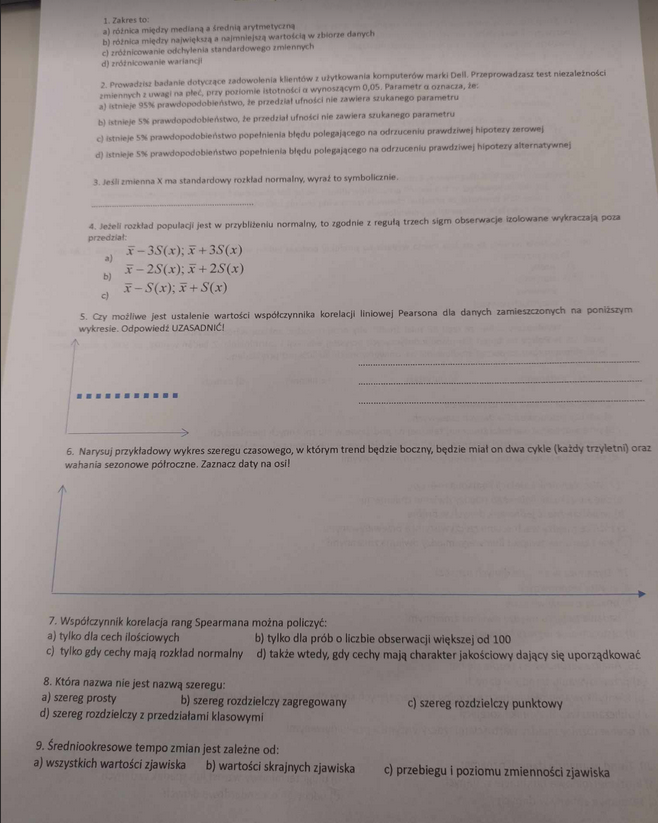 1. Zakres to:
a) różnica między medianą a średnią arytmetyczną
b) różnica między największą a najmniejszą wartością w zbiorze danych
c) zróżnicowanie odchylenia standardowego zmiennych
d) zróżnicowanie wariancji
2. Prowadzisz badanie dotyczące zadowolenia klientów z użytkowania komputerów marki Dell. Przeprowadzasz test niezależności
zmiennych z uwagi na płeć, przy poziomie istotności α wynoszącym 0,05. Parametr α oznacza, że:
a) istnieje 95% prawdopodobieństwo, że przedział ufności nie zawiera szukanego parametru
b) istnieje 5% prawdopodobieństwo, że przedział ufności nie zawiera szukanego parametru
c) istnieje 5% prawdopodobieństwo popełnienia błędu polegającego na odrzuceniu prawdziwej hipotezy zerowej
d) istnieje 5% prawdopodobieństwo popełnienia błędu polegającego na odrzuceniu prawdziwej hipotezy alternatywnej
3. Jeśli zmienna X ma standardowy rozkład normalny, wyraź to symbolicznie.
4. Jeżeli rozkład populacji jest w przybliżeniu normalny, to zgodnie z regułą trzech sigm obserwacje izolowane wykraczają poza
przedział:
a) x̅ − 3S(x); x̅ + 3S(x)
b) x̅ − 2S(x); x̅ + 2S(x)
c) x̅ − S(x); x̅ + S(x)
5. Czy możliwe jest ustalenie wartości współczynnika korelacji liniowej Pearsona dla danych zamieszczonych na poniższym
wykresie. Odpowiedź UZASADNIĆ!
6. Narysuj przykładowy wykres szeregu czasowego, w którym trend będzie boczny, będzie miał on dwa cykle (każdy trzyletni) oraz
wahania sezonowe półroczne. Zaznacz daty na osi!
7. Współczynnik korelacja rang Spearmana można policzyć:
a) tylko dla cech ilościowych b) tylko dla prób o liczbie obserwacji większej od 100
c) tylko gdy cechy mają rozkład normalny d) także wtedy, gdy cechy mają charakter jakościowy dający się uporządkować
8. Która nazwa nie jest nazwą szeregu:
a) szereg prosty b) szereg rozdzielczy zagregowany c) szereg rozdzielczy punktowy
d) szereg rozdzielczy z przedziałami klasowymi
9. Średniookresowe tempo zmian jest zależne od:
a) wszystkich wartości zjawiska b) wartości skrajnych zjawiska c) przebiegu i poziomu zmienności zjawiska